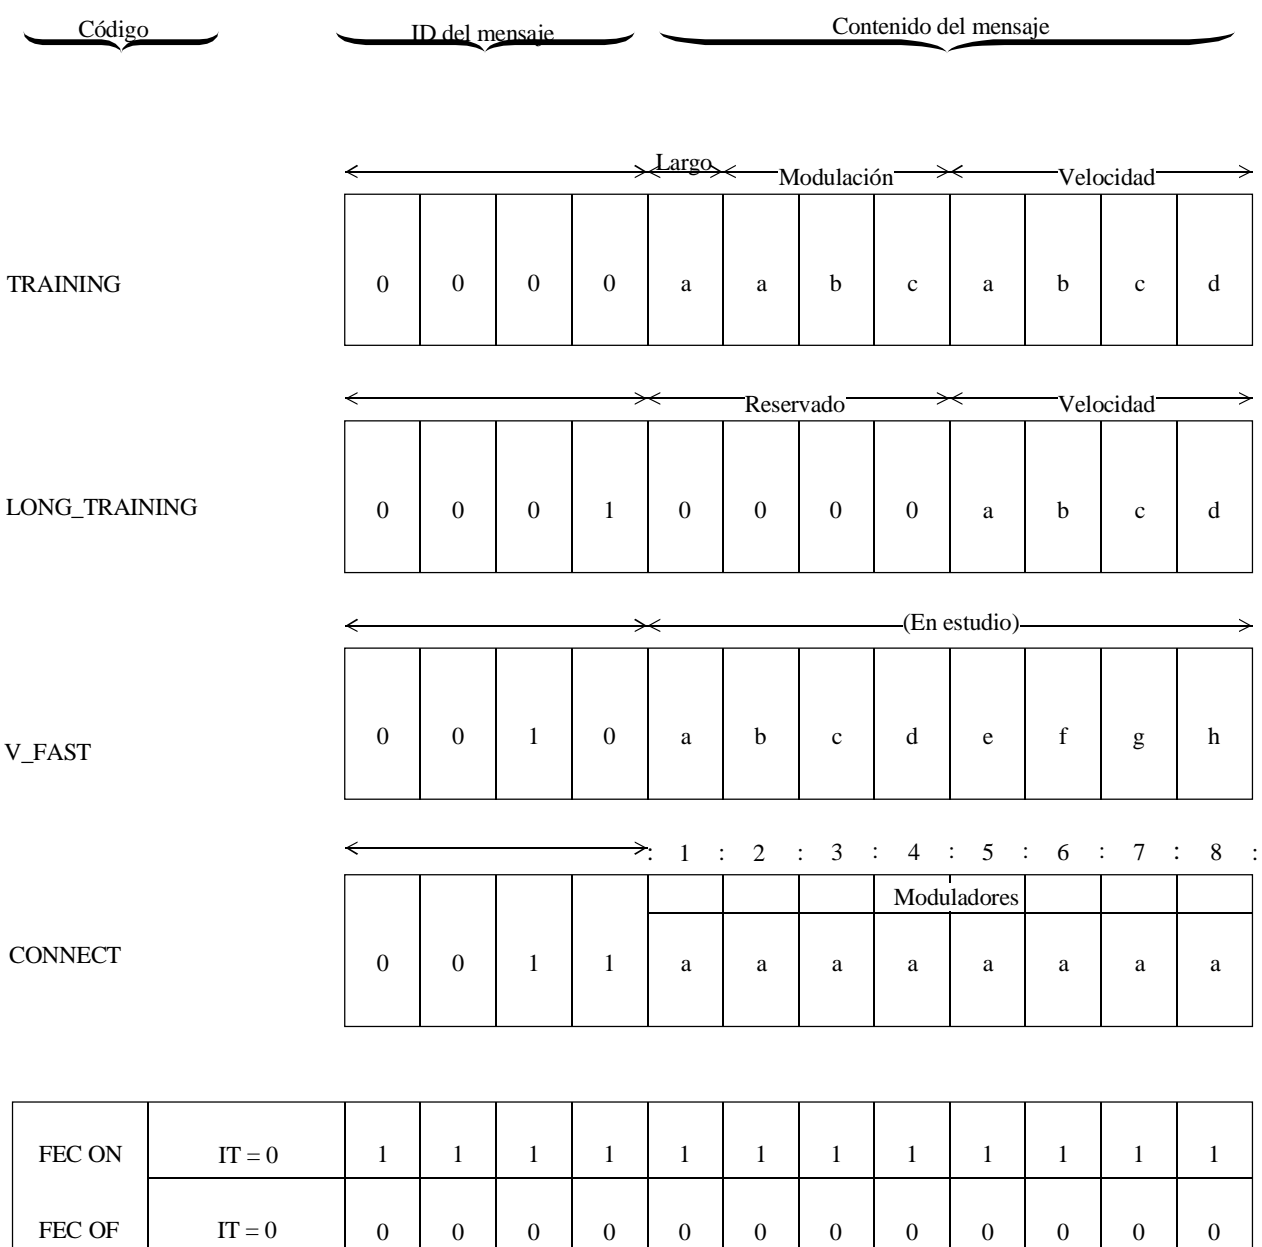 Código ID del mensaje Contenido del mensaje
Largo Modulación Velocidad
TRAINING 0 0 0 0 a a b c a b c d
Reservado Velocidad
LONG_TRAINING 0 0 0 1 0 0 0 0 a b c d
(En estudio)
V_FAST 0 0 1 0 a b c d e f g h
: 1 : 2 : 3 : 4 : 5 : 6 : 7 : 8 :
Moduladores
CONNECT 0 0 1 1 a a a a a a a a
FEC ON IT = 0 1 1 1 1 1 1 1 1 1 1 1 1
FEC OF IT = 0 0 0 0 0 0 0 0 0 0 0 0 0